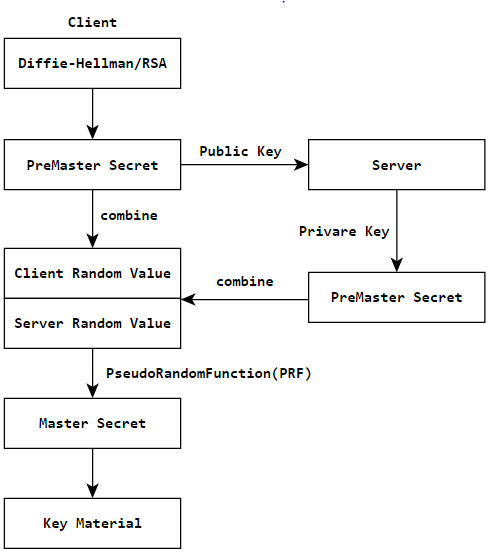 Client
Diffie-Hellman/RSA
PreMaster Secret
Public Key
Server
combine
Privare Key
Client Random Value
combine
PreMaster Secret
Server Random Value
PseudoRandomFunction(PRF)
Master Secret
Key Material